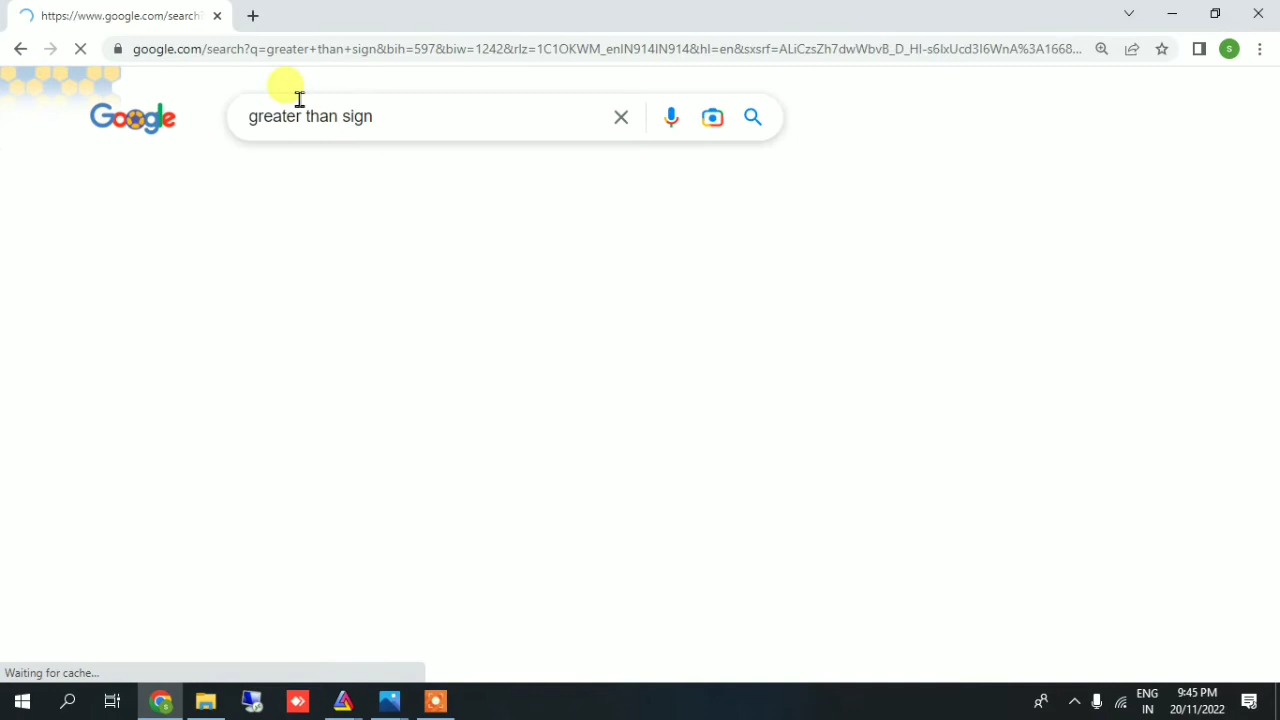 https://www.google.com/search?
google.com/search?q=greater+than+sign&bih=597&biw=1242&rlz=1C1OKWM_enIN914IN914&hl=en&sxsrf=ALiCzsZh7dwWbvB_D_HI-s6lxUcd3I6WnA%3A1668...
S
Google
greater than sign
Waiting for cache...
ENG
IN
9:45 PM
20/11/2022